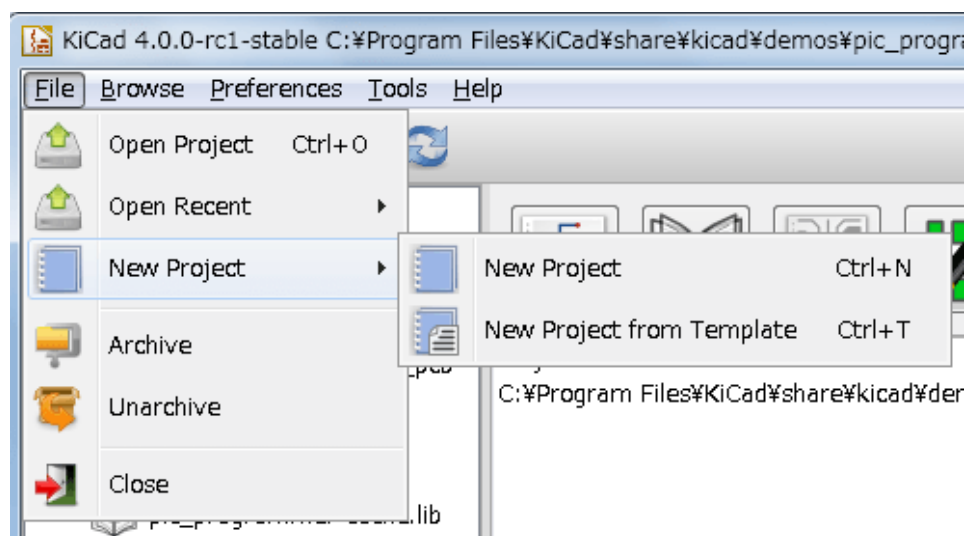 KiCad 4.0.0-rc1-stable C:¥Program Files¥KiCad¥share¥kicad¥demos¥pic_progra
File Browse Preferences Tools Help
Open Project Ctrl+O
Open Recent
New Project
New Project Ctrl+N
New Project from Template Ctrl+T
Archive
_pcb
C:¥Program Files¥KiCad¥share¥kicad¥der
Unarchive
Close
.lib